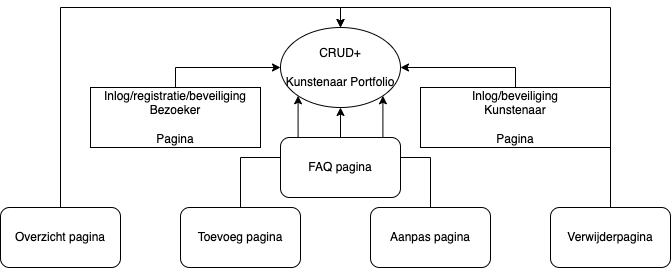 CRUD+
Kunstenaar Portfolio
Inlog/registratie/beveiliging
Bezoeker
Pagina
Inlog/beveiliging
Kunstenaar
Pagina
FAQ pagina
Overzicht pagina
Toevoeg pagina
Aanpas pagina
Verwijderpagina